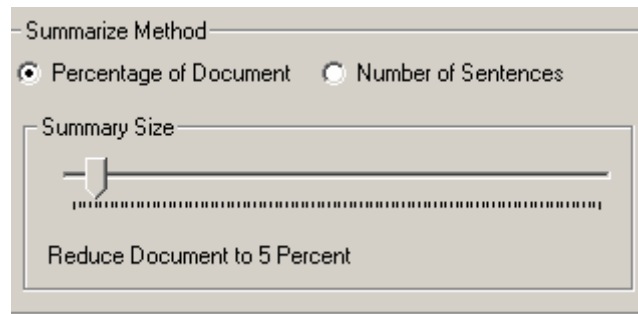 Summarize Method
Percentage of Document Number of Sentences
Summary Size
Reduce Document to 5 Percent